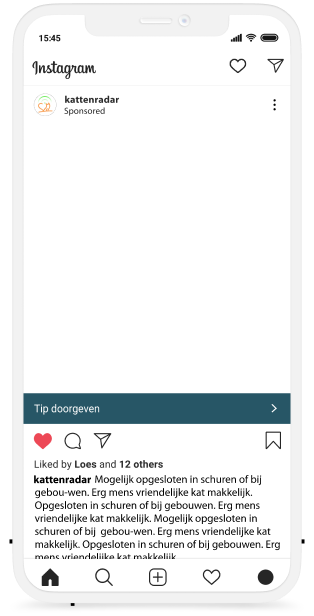 15:45
Instagram
kattenradar
Sponsored
Tip doorgeven
Liked by Loes and 12 others
kattenradar Mogelijk opgesloten in schuren of bij
gebou-wen. Erg mens vriendelijke kat makkelijk.
Opgesloten in schuren of bij gebouwen. Erg mens
vriendelijke kat makkelijk. Mogelijk opgesloten in
schuren of bij gebou-wen. Erg mens vriendelijke kat
makkelijk. Opgesloten in schuren of bij gebouwen. Erg
mens vriendelijke kat makkelijk